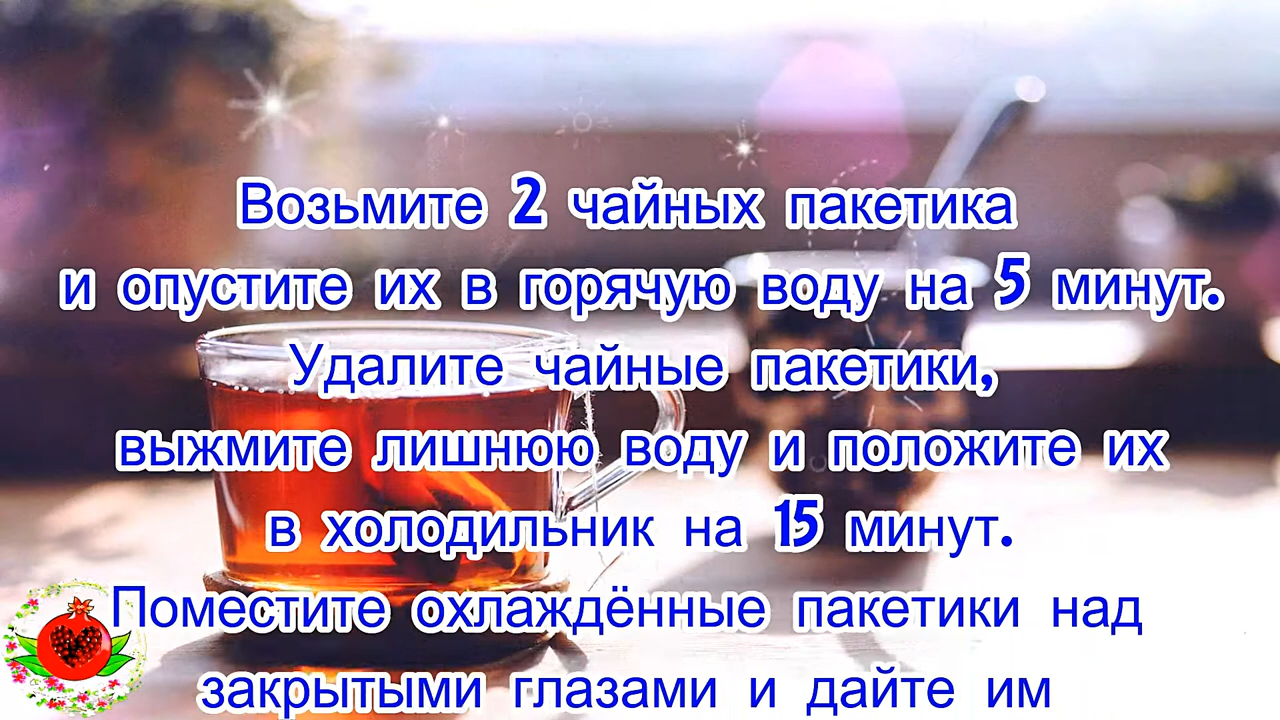 Возьмите 2 чайных пакетика
и опустите их в горячую воду на 5 минут.
Удалите чайные пакетики,
выжмите лишнюю воду и положите их
в холодильник на 15 минут.
Поместите охлаждённые пакетики над
закрытыми глазами и дайте им